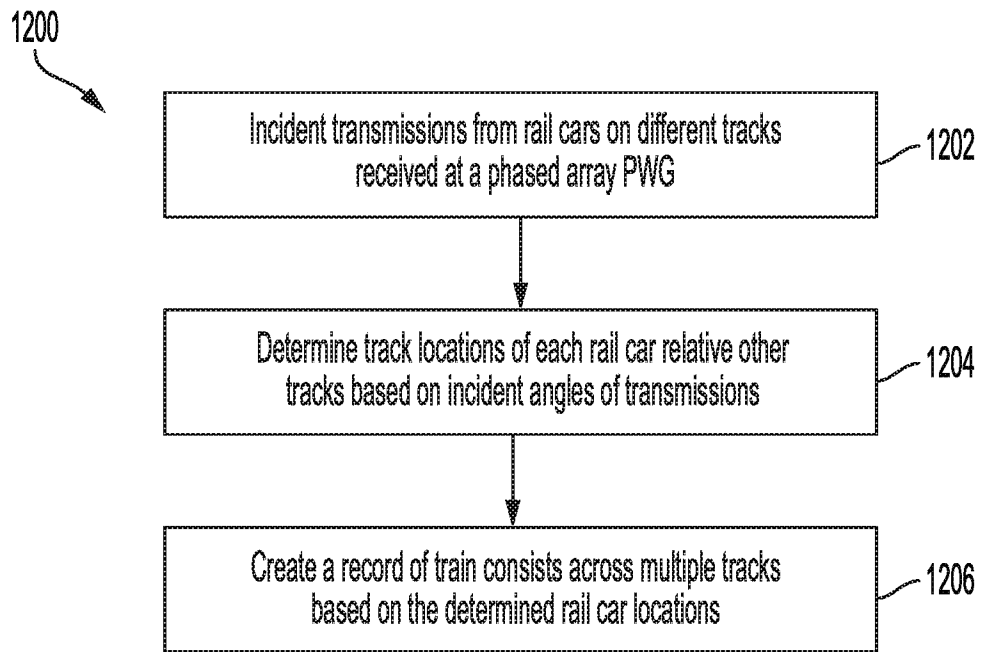 1200
Incident transmissions from rail cars on different tracks
received at a phased array PWG
1202
Determine track locations of each rail car relative other
tracks based on incident angles of transmissions
1204
Create a record of train consists across multiple tracks
based on the determined rail car locations
1206